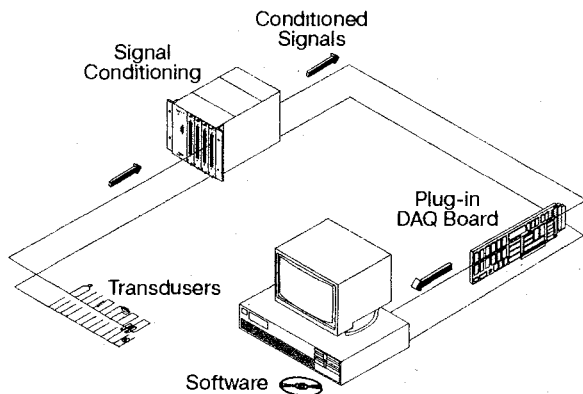 Conditioned
Signals
Signal
Conditioning
Plug-in
DAQ Board
Transdusers
Software